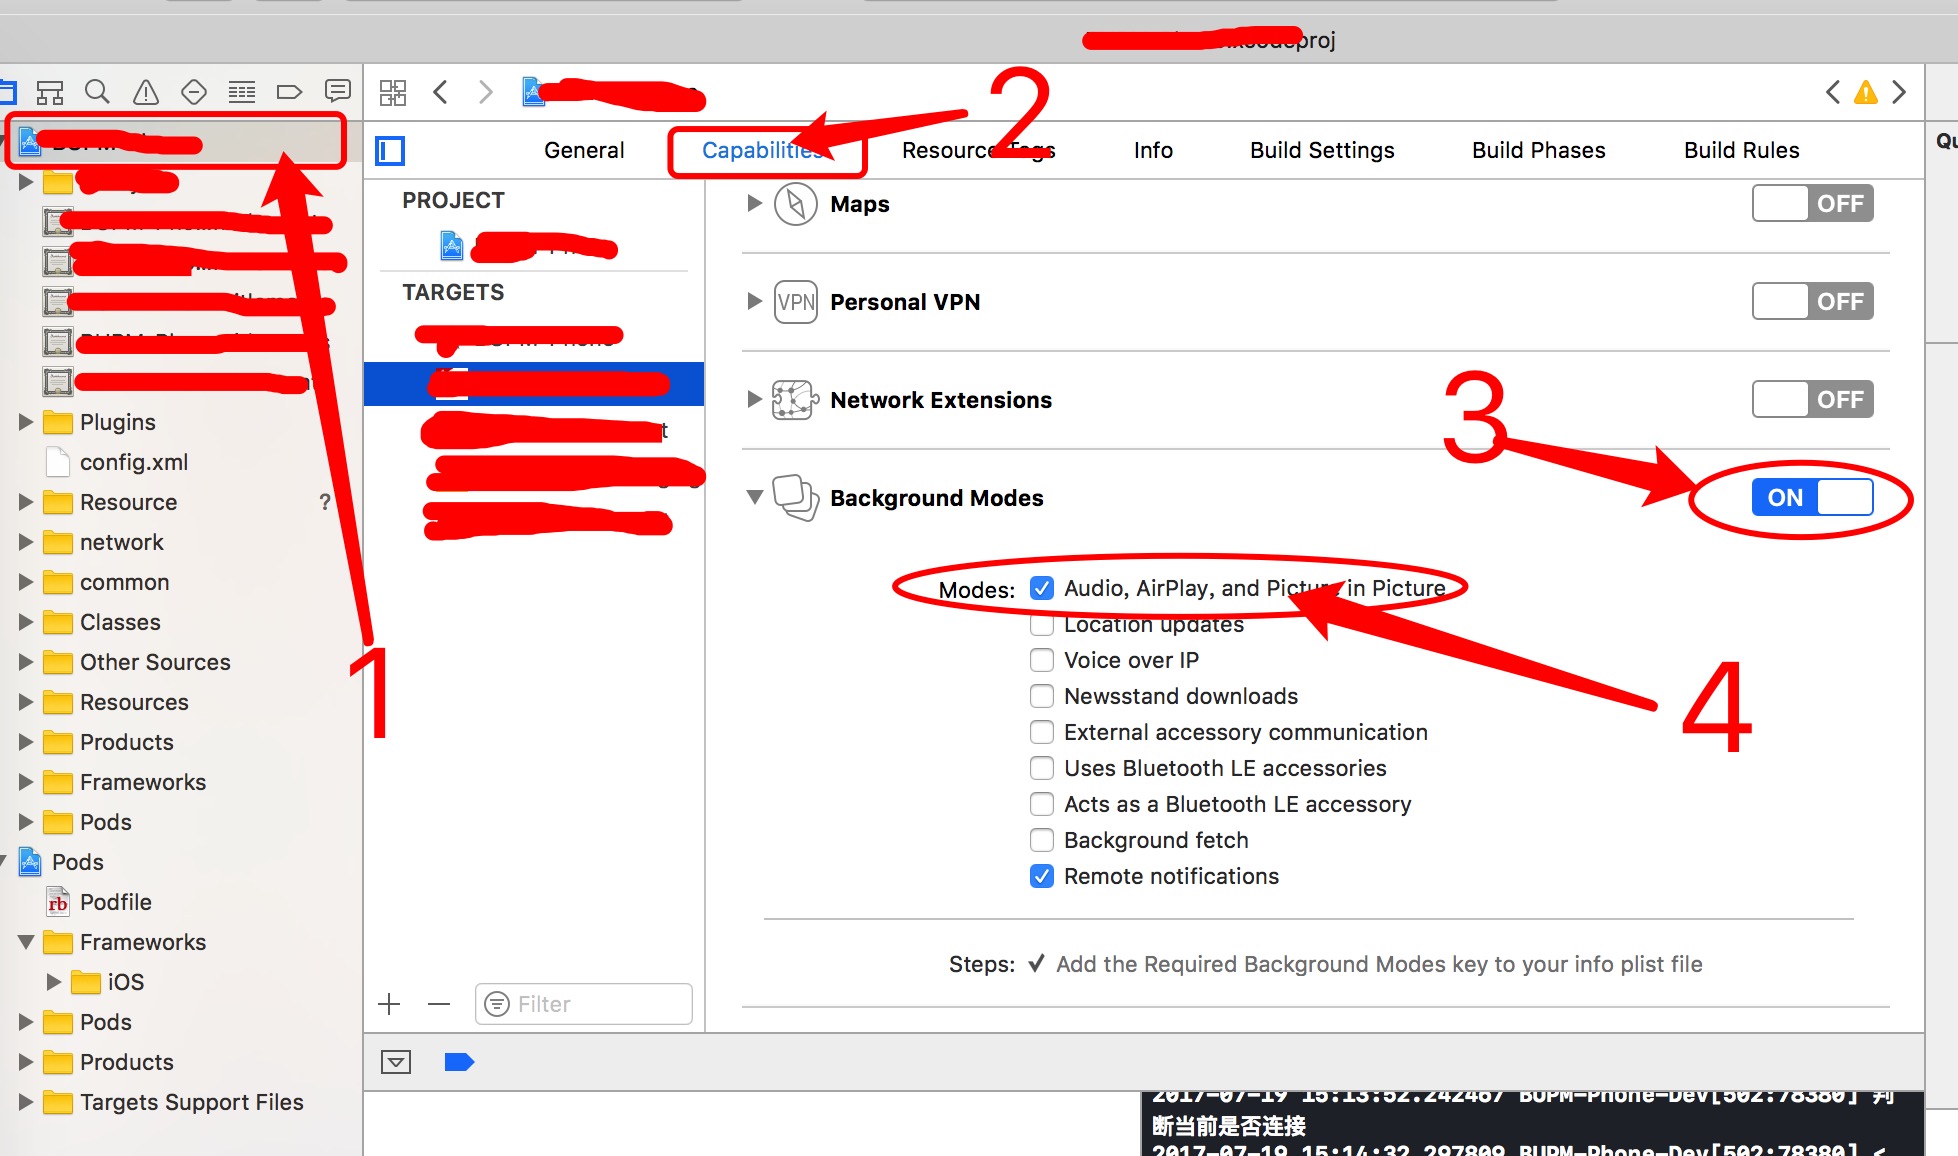 proj
2
General
Capabilities
Resource Tags
Info
Build Settings
Build Phases
Build Rules
Qu
PROJECT
TARGETS
Maps
OFF
VPN
Personal VPN
OFF
Network Extensions
OFF
3
Background Modes
ON
Modes:
Audio, AirPlay, and Picture in Picture
Location updates
Voice over IP
Newsstand downloads
External accessory communication
Uses Bluetooth LE accessories
Acts as a Bluetooth LE accessory
Background fetch
Remote notifications
4
Steps: ✓ Add the Required Background Modes key to your info plist file
Plugins
config.xml
Resource ?
network
common
Classes
Other Sources
1
Resources
Products
Frameworks
Pods
Pods
rb
Podfile
Frameworks
iOS
Pods
Products
Targets Support Files
Filter
2017-07-19 15:13:52.242467 BUPM-Phone-Dev[502:78380] 判
断当前是否连接
2017-07-19 15:14:32.297809 BUPM-Phone-Dev[502:78380] <